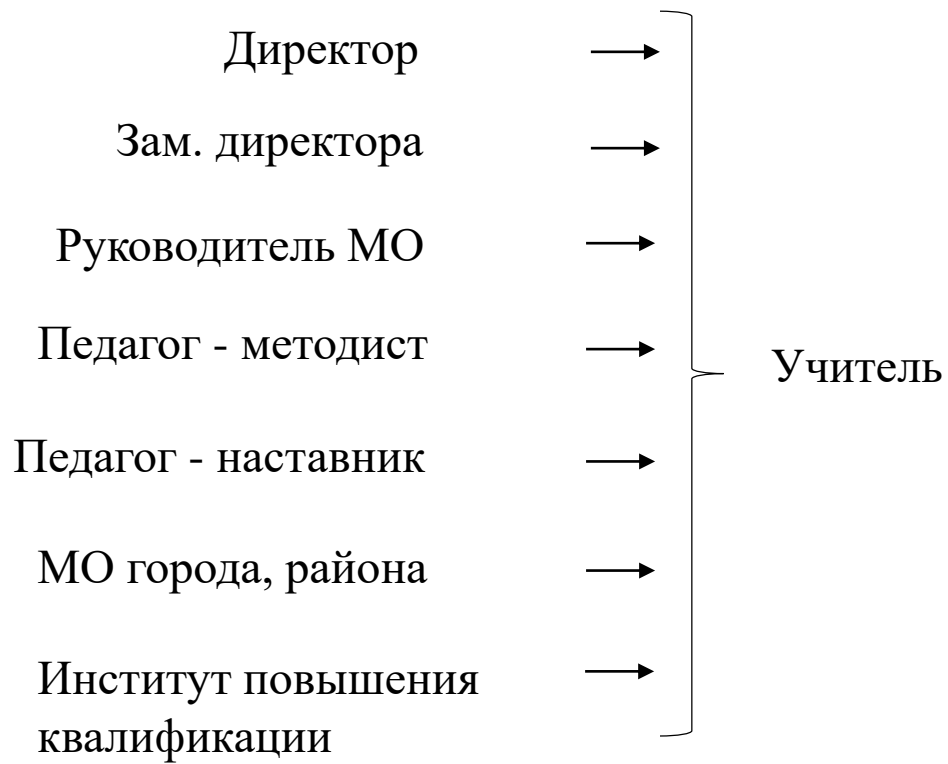 Директор
Зам. директора
Руководитель МО
Педагог - методист
Учитель
Педагог - наставник
МО города, района
Институт повышения
квалификации